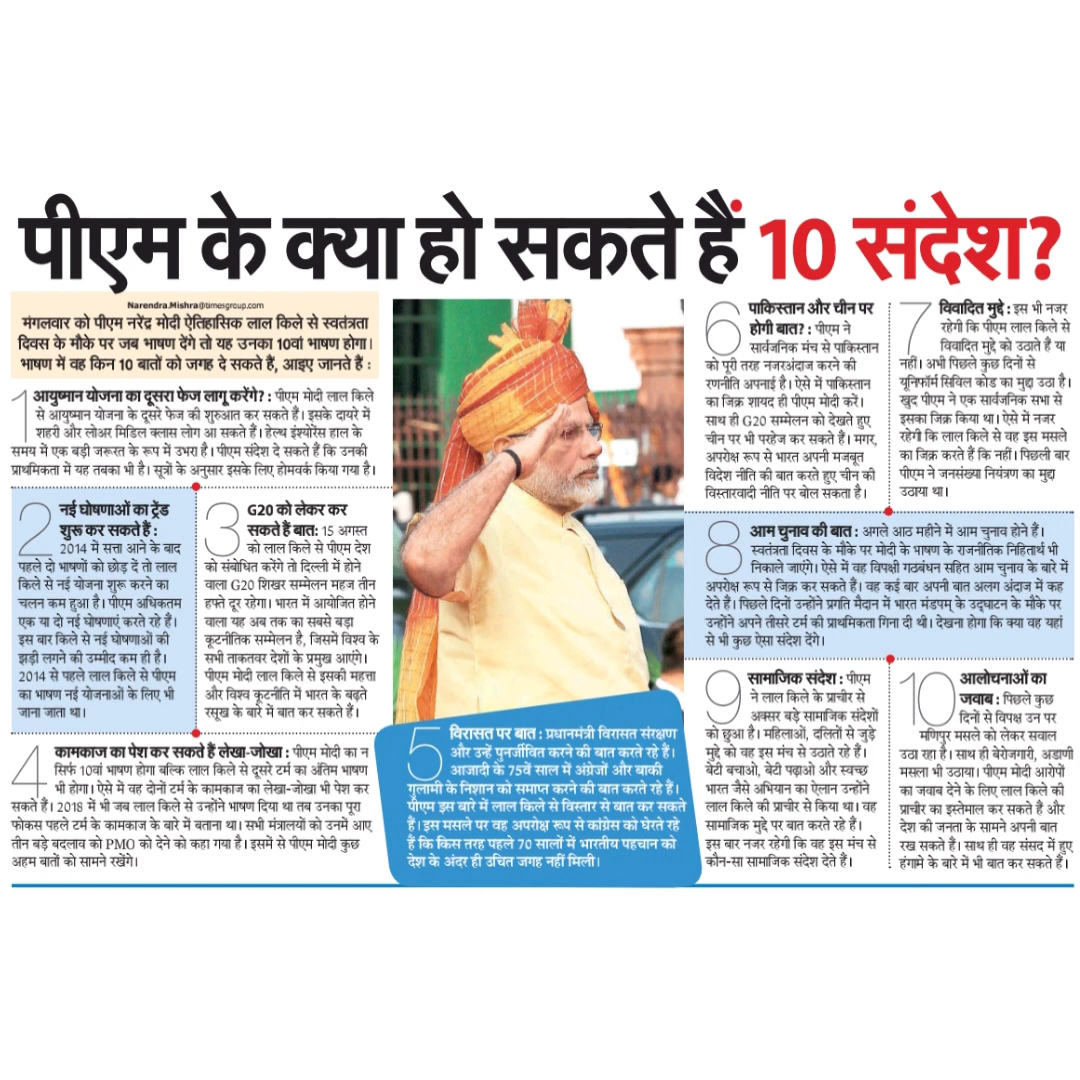 पीएम के क्या हो सकते हैं 10 संदेश?
Narendra.Mishra@timesgroup.com
मंगलवार को पीएम नरेंद्र मोदी ऐतिहासिक लाल किले से स्वतंत्रता
दिवस के मौके पर जब भाषण देंगे तो यह उनका 10वां भाषण होगा।
भाषण में वह किन 10 बातों को जगह दे सकते हैं, आइए जानते हैं :
1 आयुष्मान योजना का दूसरा फेज लागू करेंगे? : पीएम मोदी लाल किले
से आयुष्मान योजना के दूसरे फेज की शुरुआत कर सकते हैं। इसके दायरे में
शहरी और लोअर मिडिल क्लास लोग आ सकते हैं। हेल्थ इंश्योरेंस हाल के
समय में एक बड़ी जरूरत के रूप में उभरा है। पीएम संदेश दे सकते हैं कि उनकी
प्राथमिकता में यह तबका भी है। सूत्रों के अनुसार इसके लिए होमवर्क किया गया है।
2 नई घोषणाओं का ट्रेंड
शुरू कर सकते हैं :
2014 में सत्ता आने के बाद
पहले दो भाषणों को छोड़ दें तो लाल
किले से नई योजना शुरू करने का
चलन कम हुआ है। पीएम अधिकतम
एक या दो नई घोषणाएं करते रहे हैं।
इस बार किले से नई घोषणाओं की
झड़ी लगने की उम्मीद कम ही है।
2014 से पहले लाल किले से पीएम
का भाषण नई योजनाओं के लिए भी
जाना जाता था।
3 G20 को लेकर कर
सकते हैं बात: 15 अगस्त
को लाल किले से पीएम देश
को संबोधित करेंगे तो दिल्ली में होने
वाला G20 शिखर सम्मेलन महज तीन
हफ्ते दूर रहेगा। भारत में आयोजित होने
वाला यह अब तक का सबसे बड़ा
कूटनीतिक सम्मेलन है, जिसमें विश्व के
सभी ताकतवर देशों के प्रमुख आएंगे।
पीएम मोदी लाल किले से इसकी महत्ता
और विश्व कूटनीति में भारत के बढ़ते
रसूख के बारे में बात कर सकते हैं।
4 कामकाज का पेश कर सकते हैं लेखा-जोखा : पीएम मोदी का न
सिर्फ 10वां भाषण होगा बल्कि लाल किले से दूसरे टर्म का अंतिम भाषण
भी होगा। ऐसे में वह दोनों टर्म के कामकाज का लेखा-जोखा भी पेश कर
सकते हैं। 2018 में भी जब लाल किले से उन्होंने भाषण दिया था तब उनका पूरा
फोकस पहले टर्म के कामकाज के बारे में बताना था। सभी मंत्रालयों को उनमें आए
तीन बड़े बदलाव को PMO को देने को कहा गया है। इसमें से पीएम मोदी कुछ
अहम बातों को सामने रखेंगे।
5 विरासत पर बात : प्रधानमंत्री विरासत संरक्षण
और उन्हें पुनर्जीवित करने की बात करते रहे हैं।
आजादी के 75वें साल में अंग्रेजों और बाकी
गुलामी के निशान को समाप्त करने की बात करते रहे हैं।
पीएम इस बारे में लाल किले से विस्तार से बात कर सकते
हैं। इस मसले पर वह अपरोक्ष रूप से कांग्रेस को घेरते रहे
हैं कि किस तरह पहले 70 सालों में भारतीय पहचान को
देश के अंदर ही उचित जगह नहीं मिली।
6 पाकिस्तान और चीन पर
होगी बात? : पीएम ने
सार्वजनिक मंच से पाकिस्तान
को पूरी तरह नजरअंदाज करने की
रणनीति अपनाई है। ऐसे में पाकिस्तान
का जिक्र शायद ही पीएम मोदी करें।
साथ ही G20 सम्मेलन को देखते हुए
चीन पर भी परहेज कर सकते हैं। मगर,
अपरोक्ष रूप से भारत अपनी मजबूत
विदेश नीति की बात करते हुए चीन की
विस्तारवादी नीति पर बोल सकता है।
7 विवादित मुद्दे : इस भी नजर
रहेगी कि पीएम लाल किले से
विवादित मुद्दे को उठाते हैं या
नहीं। अभी पिछले कुछ दिनों से
यूनिफॉर्म सिविल कोड का मुद्दा उठा है।
खुद पीएम ने एक सार्वजनिक सभा से
इसका जिक्र किया था। ऐसे में नजर
रहेगी कि लाल किले से वह इस मसले
का जिक्र करते हैं कि नहीं। पिछली बार
पीएम ने जनसंख्या नियंत्रण का मुद्दा
उठाया था।
8 आम चुनाव की बात : अगले आठ महीने में आम चुनाव होने हैं।
स्वतंत्रता दिवस के मौके पर मोदी के भाषण के राजनीतिक निहितार्थ भी
निकाले जाएंगे। ऐसे में वह विपक्षी गठबंधन सहित आम चुनाव के बारे में
अपरोक्ष रूप से जिक्र कर सकते हैं। वह कई बार अपनी बात अलग अंदाज में कह
देते हैं। पिछले दिनों उन्होंने प्रगति मैदान में भारत मंडपम् के उद्घाटन के मौके पर
उन्होंने अपने तीसरे टर्म की प्राथमिकता गिना दी थी। देखना होगा कि क्या वह यहां
से भी कुछ ऐसा संदेश देंगे।
9 सामाजिक संदेश : पीएम
ने लाल किले के प्राचीर से
अक्सर बड़े सामाजिक संदेशों
को छुआ है। महिलाओं, दलितों से जुड़े
मुद्दे को वह इस मंच से उठाते रहे हैं।
बेटी बचाओ, बेटी पढ़ाओ और स्वच्छ
भारत जैसे अभियान का ऐलान उन्होंने
लाल किले की प्राचीर से किया था। वह
सामाजिक मुद्दे पर बात करते रहे हैं।
इस बार नजर रहेगी कि वह इस मंच से
कौन-सा सामाजिक संदेश देते हैं।
10 आलोचनाओं का
जवाब : पिछले कुछ
दिनों से विपक्ष उन पर
मणिपुर मसले को लेकर सवाल
उठा रहा है। साथ ही बेरोजगारी, अडाणी
मसला भी उठाया। पीएम मोदी आरोपों
का जवाब देने के लिए लाल किले की
प्राचीर का इस्तेमाल कर सकते हैं और
देश की जनता के सामने अपनी बात
रख सकते हैं। साथ ही वह संसद में हुए
हंगामे के बारे में भी बात कर सकते हैं।